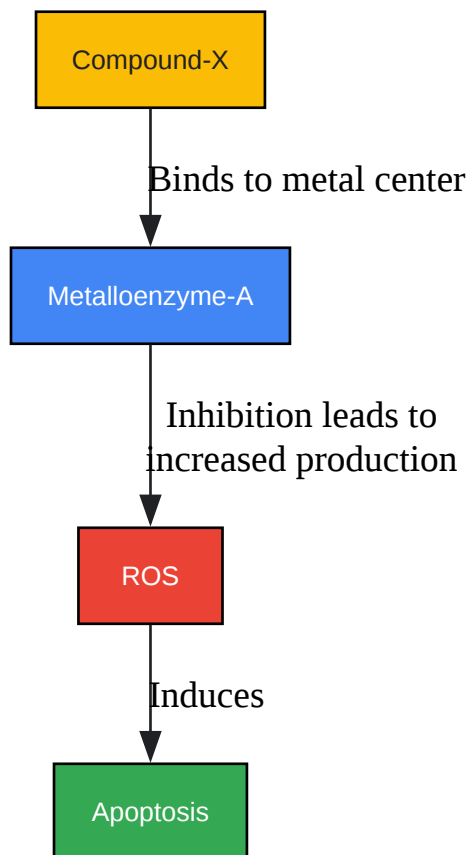 Compound-X
Binds to metal center
Metalloenzyme-A
Inhibition leads to
increased production
ROS
Induces
Apoptosis